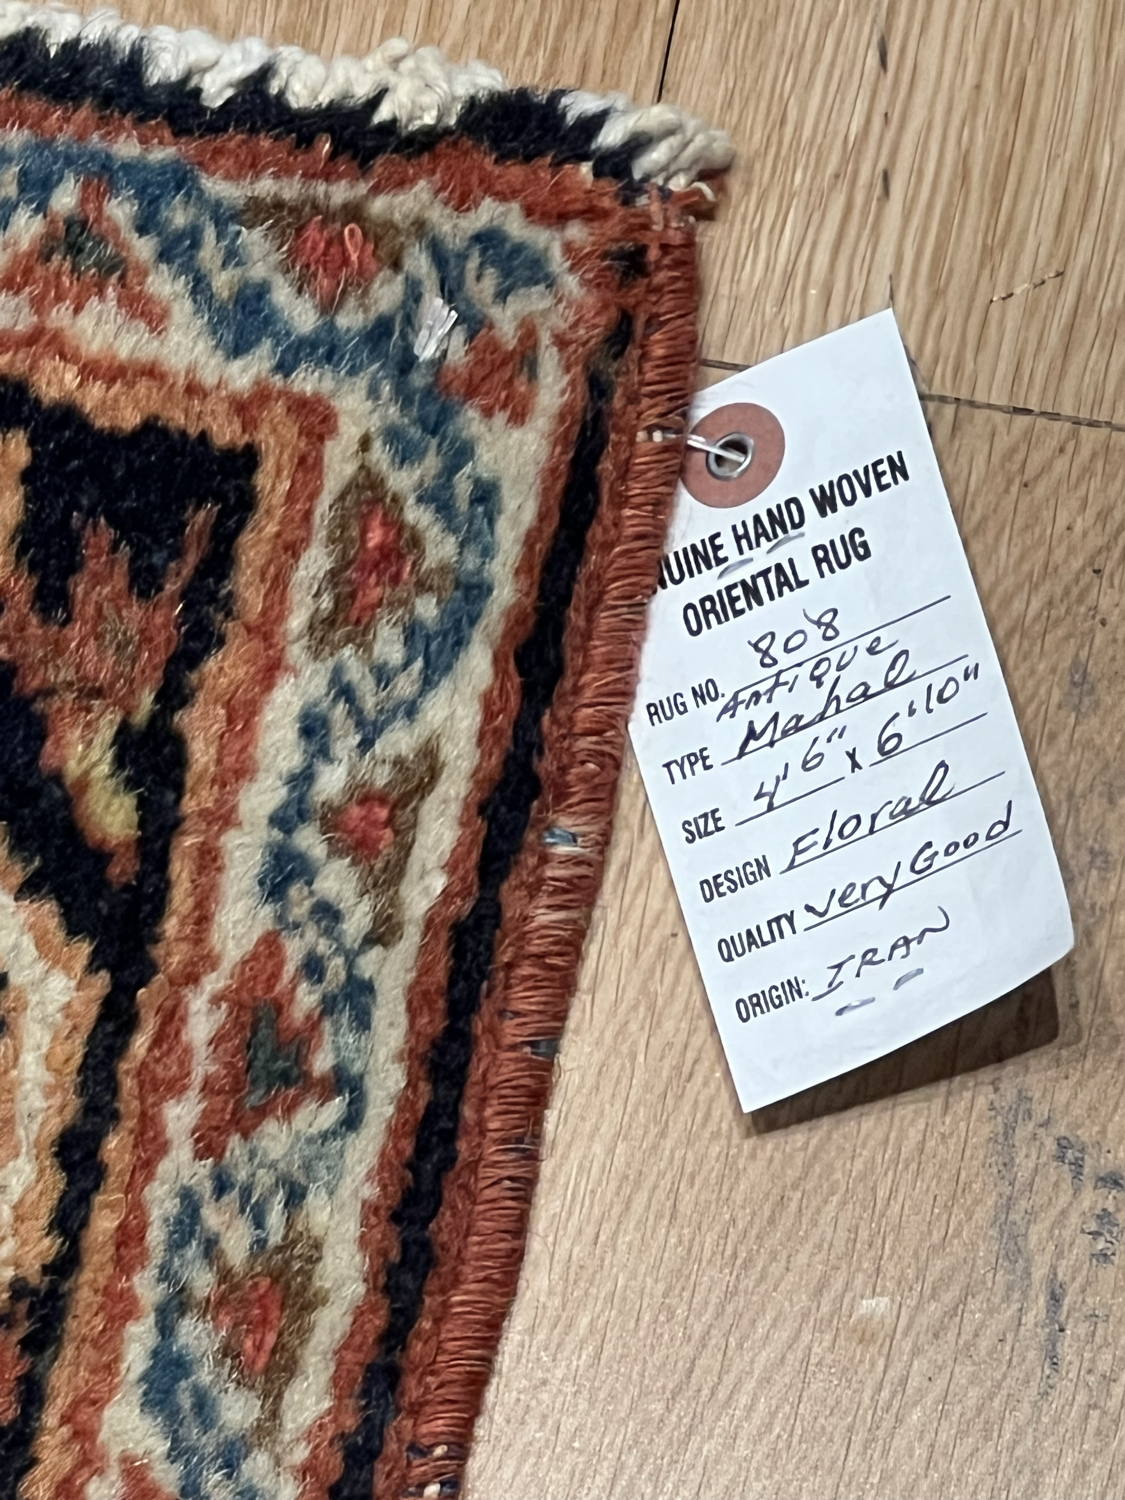 NUINE HAND WOVEN
ORIENTAL RUG
RUG NO. 808
Antique
TYPE Mahal
SIZE 4' 6" x 6' 10"
DESIGN Floral
QUALITY very Good
ORIGIN: IRAN